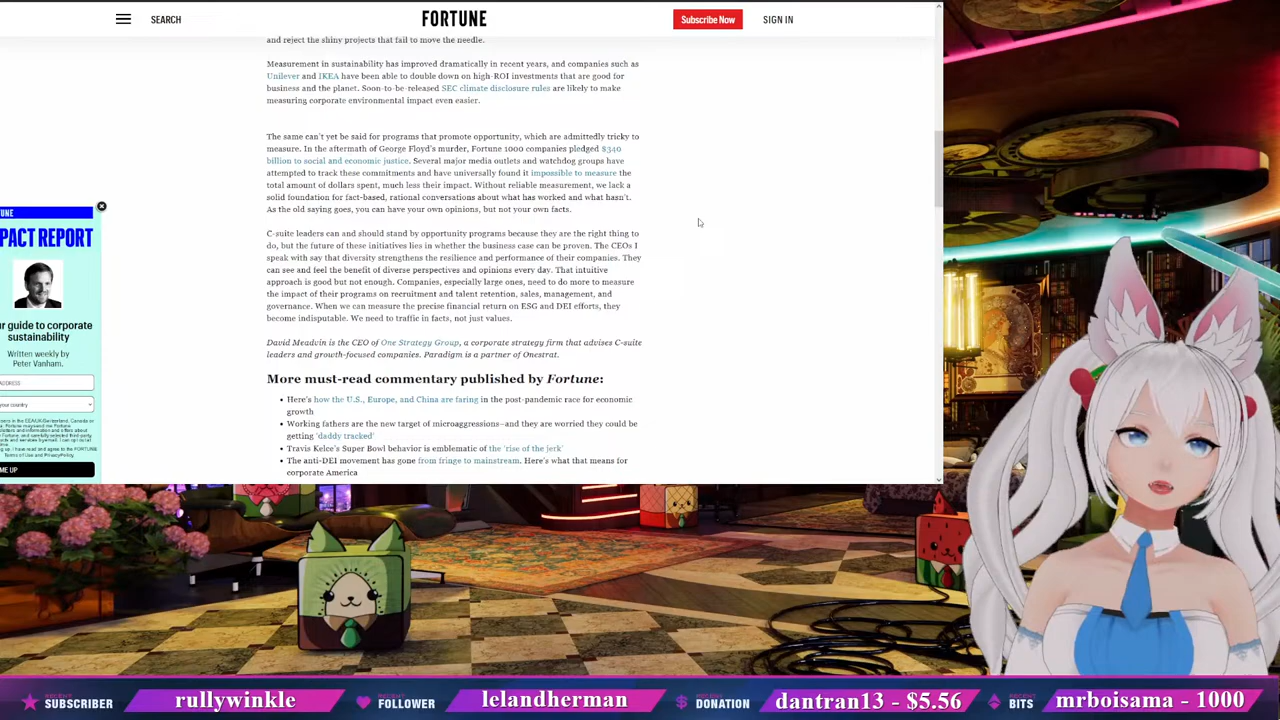 SEARCH
FORTUNE
Subscribe Now
SIGN IN
and reject the shiny projects that fail to move the needle.
Measurement in sustainability has improved dramatically in recent years, and companies such as
Unilever and IKEA have been able to double down on high-ROI investments that are good for
business and the planet. Soon-to-be-released SEC climate disclosure rules are likely to make
measuring corporate environmental impact even easier.
The same can't yet be said for programs that promote opportunity, which are admittedly tricky to
measure. In the aftermath of George Floyd's murder, Fortune 1000 companies pledged $340
billion to social and economic justice. Several major media outlets and watchdog groups have
attempted to track these commitments and have universally found it impossible to measure the
total amount of dollars spent, much less their impact. Without reliable measurement, we lack a
solid foundation for fact-based, rational conversations about what has worked and what hasn't.
As the old saying goes, you can have your own opinions, but not your own facts.
C-suite leaders can and should stand by opportunity programs because they are the right thing to
do, but the future of these initiatives lies in whether the business case can be proven. The CEOs I
speak with say that diversity strengthens the resilience and performance of their companies. They
can see and feel the benefit of diverse perspectives and opinions every day. That intuitive
approach is good but not enough. Companies, especially large ones, need to do more to measure
the impact of their programs on recruitment and talent retention, sales, management, and
governance. When we can measure the precise financial return on ESG and DEI efforts, they
become indisputable. We need to traffic in facts, not just values.
David Meadvin is the CEO of One Strategy Group, a corporate strategy firm that advises C-suite
leaders and growth-focused companies. Paradigm is a partner of Onestrat.
More must-read commentary published by Fortune:
• Here's how the U.S., Europe, and China are faring in the post-pandemic race for economic
growth
• Working fathers are the new target of microaggressions–and they are worried they could be
getting 'daddy tracked'
• Travis Kelce's Super Bowl behavior is emblematic of the 'rise of the jerk'
• The anti-DEI movement has gone from fringe to mainstream. Here's what that means for
corporate America
TUNE
PACT REPORT
ur guide to corporate
sustainability
Written weekly by
Peter Vanham.
ADDRESS
your country
ME UP
RECENT SUBSCRIBER
rullywinkle
RECENT FOLLOWER
lelandherman
RECENT DONATION
dantran13 - $5.56
RECENT BITS
mrboisama - 1000